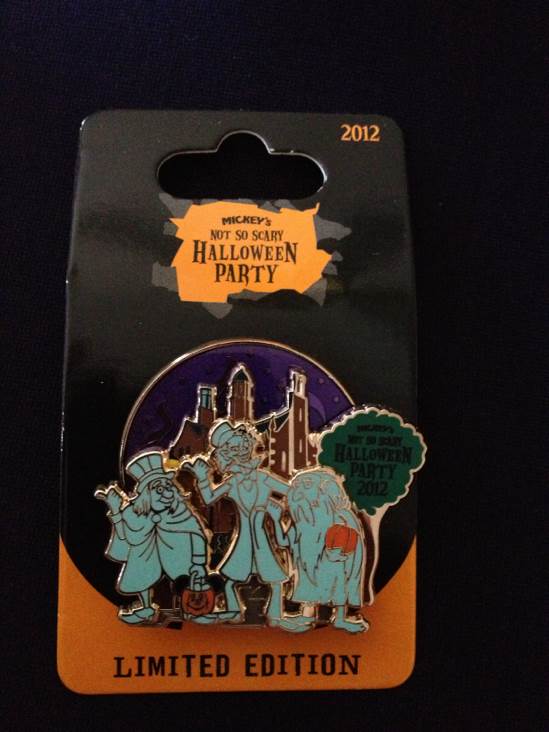 2012
MICKEY'S
NOT SO SCARY
HALLOWEEN
PARTY
MICKEY'S
NOT SO SCARY
HALLOWEEN
PARTY
2012
LIMITED EDITION